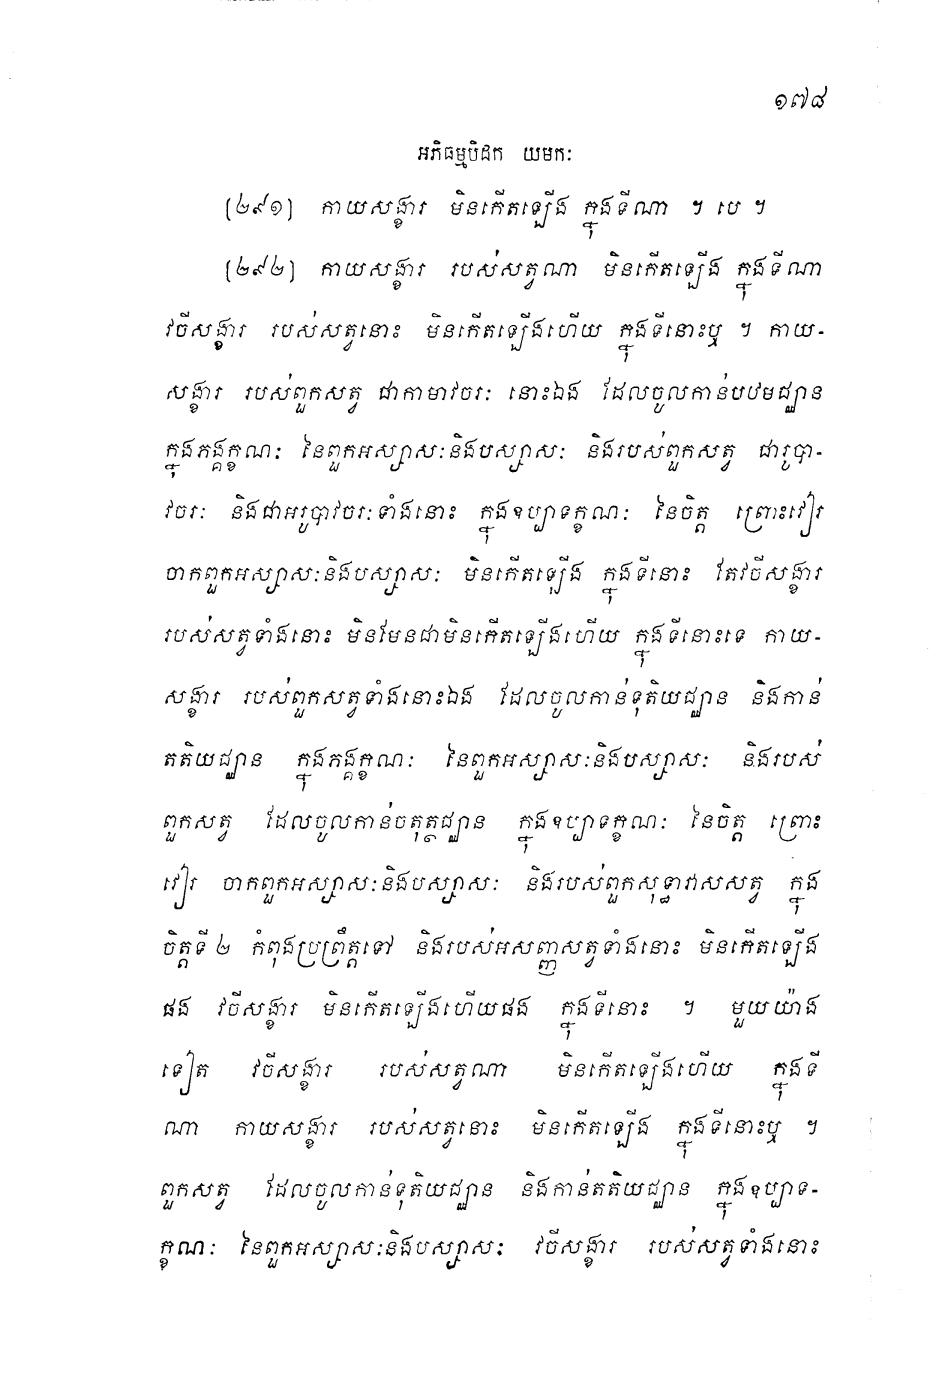 ១៧៨
អភិធម្មបិដក យមកៈ
[២៩១] កាយសង្ខារ មិនកើតឡើង ក្នុងទីណា ។ បេ ។
[២៩២] កាយសង្ខារ របស់សត្វណា មិនកើតឡើង ក្នុងទីណា
វចីសង្ខារ របស់សត្វនោះ មិនកើតឡើងហើយ ក្នុងទីនោះឬ ។ កាយ-
សង្ខារ របស់ពួកសត្វ ជាកាមាវចរៈ នោះឯង ដែលចូលកាន់បឋមជ្ឈាន
ក្នុងភង្គក្ខណៈ នៃពួកអស្សាសៈនិងបស្សាសៈ និងរបស់ពួកសត្វ ជារូបា-
វចរៈ និងជាអរូបាវចរៈទាំងនោះ ក្នុងឧប្បាទក្ខណៈ នៃចិត្ត ព្រោះវៀរ
ចាកពួកអស្សាសៈនិងបស្សាសៈ មិនកើតឡើង ក្នុងទីនោះ តែវចីសង្ខារ
របស់សត្វទាំងនោះ មិនមែនជាមិនកើតឡើងហើយ ក្នុងទីនោះទេ កាយ-
សង្ខារ របស់ពួកសត្វទាំងនោះឯង ដែលចូលកាន់ទុតិយជ្ឈាន និងកាន់
តតិយជ្ឈាន ក្នុងភង្គក្ខណៈ នៃពួកអស្សាសៈនិងបស្សាសៈ និងរបស់
ពួកសត្វ ដែលចូលកាន់ចតុត្ថជ្ឈាន ក្នុងឧប្បាទក្ខណៈ នៃចិត្ត ព្រោះ
វៀរ ចាកពួកអស្សាសៈនិងបស្សាសៈ និងរបស់ពួកសុទ្ធាវាសសត្វ ក្នុង
ចិត្តទី ២ កំពុងប្រព្រឹត្តទៅ និងរបស់អសញ្ញសត្វទាំងនោះ មិនកើតឡើង
ផង វចីសង្ខារ មិនកើតឡើងហើយផង ក្នុងទីនោះ ។ មួយយ៉ាង
ទៀត វចីសង្ខារ របស់សត្វណា មិនកើតឡើងហើយ ក្នុងទី
ណា កាយសង្ខារ របស់សត្វនោះ មិនកើតឡើង ក្នុងទីនោះឬ ។
ពួកសត្វ ដែលចូលកាន់ទុតិយជ្ឈាន និងកាន់តតិយជ្ឈាន ក្នុងឧប្បាទ-
ក្ខណៈ នៃពួកអស្សាសៈនិងបស្សាសៈ វចីសង្ខារ របស់សត្វទាំងនោះ